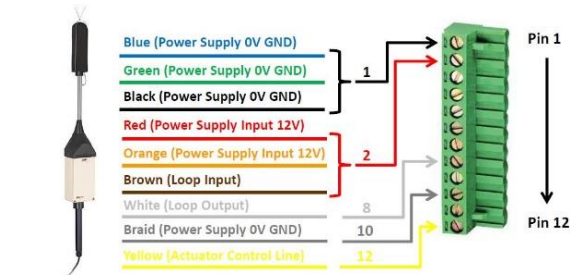 Blue (Power Supply 0V GND)
Green (Power Supply 0V GND)
Black (Power Supply 0V GND)
1
Red (Power Supply Input 12V)
Orange (Power Supply Input 12V)
Brown (Loop Input)
2
White (Loop Output) 8
Braid (Power Supply 0V GND) 10
Yellow (Actuator Control Line) 12
Pin 1
Pin 12